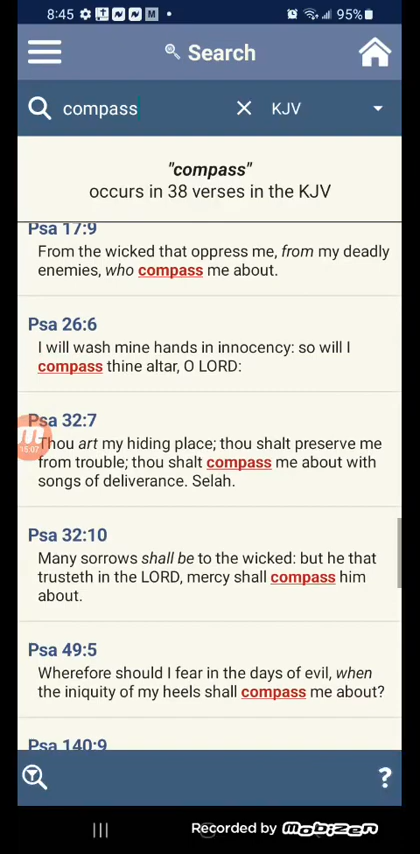 8:45 M 95%
Search
compass KJV
"compass"
occurs in 38 verses in the KJV
Psa 17:9
From the wicked that oppress me, from my deadly
enemies, who compass me about.
Psa 26:6
I will wash mine hands in innocency: so will I
compass thine altar, O LORD:
Psa 32:7
Thou art my hiding place; thou shalt preserve me
15:07
from trouble; thou shalt compass me about with
songs of deliverance. Selah.
Psa 32:10
Many sorrows shall be to the wicked: but he that
trusteth in the LORD, mercy shall compass him
about.
Psa 49:5
Wherefore should I fear in the days of evil, when
the iniquity of my heels shall compass me about?
Psa 140:9
?
Recorded by Mobizen